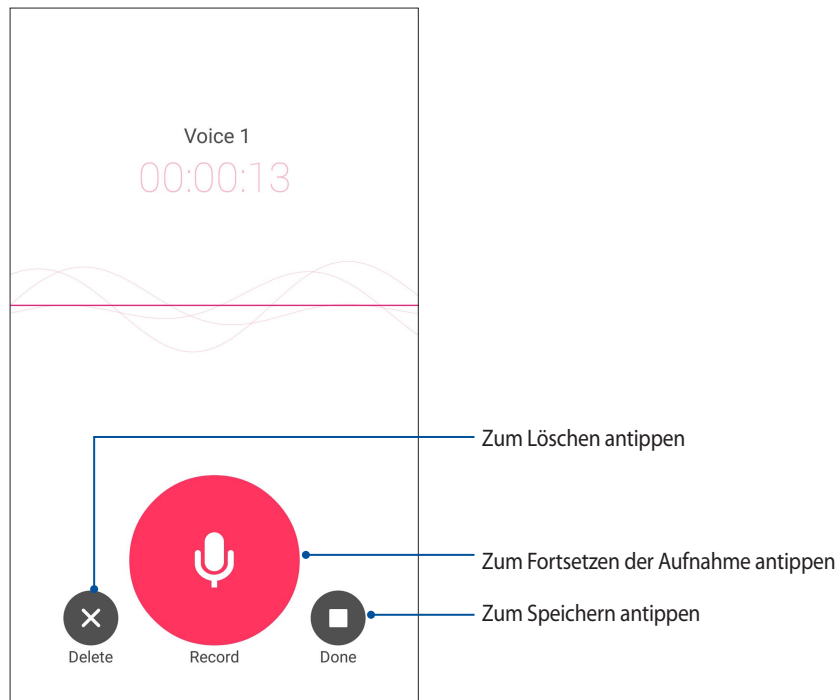 Voice 1
00:00:13
Zum Löschen antippen
Zum Fortsetzen der Aufnahme antippen
Zum Speichern antippen
Delete
Record
Done